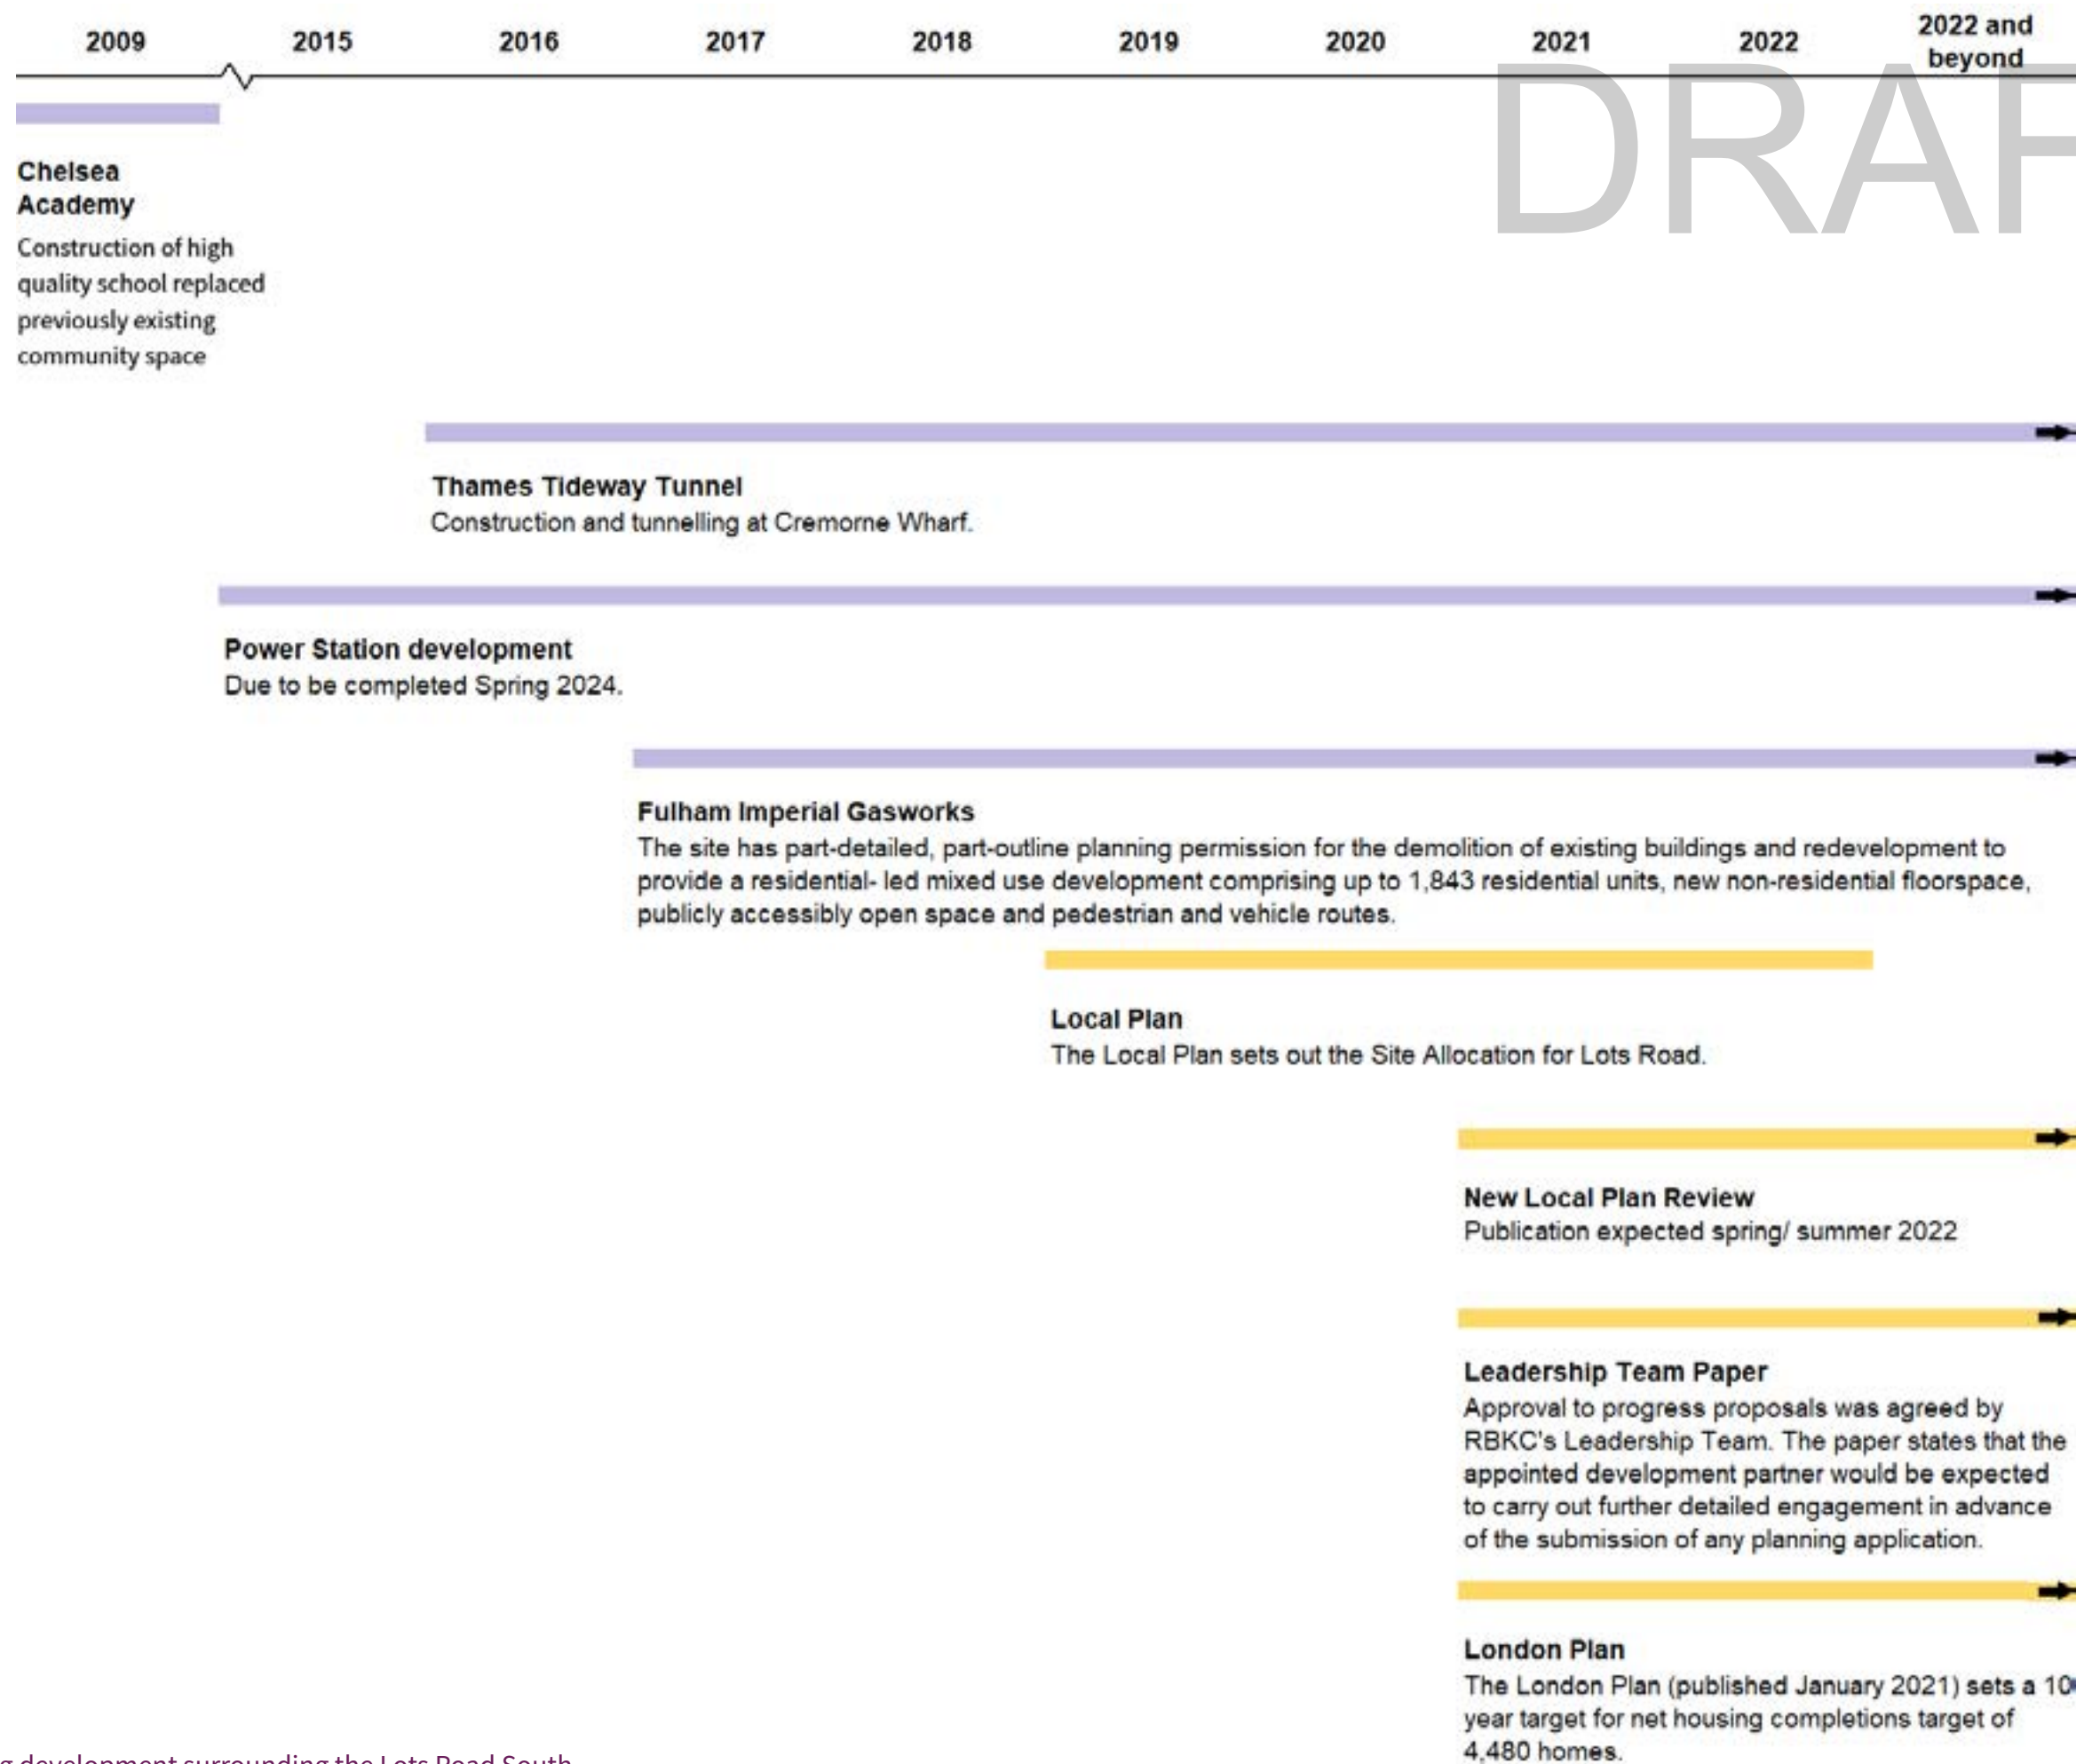 2009 2015 2016 2017 2018 2019 2020 2021 2022 2022 and
beyond
DRAF
Chelsea
Academy
Construction of high
quality school replaced
previously existing
community space
Thames Tideway Tunnel
Construction and tunnelling at Cremorne Wharf.
Power Station development
Due to be completed Spring 2024.
Fulham Imperial Gasworks
The site has part-detailed, part-outline planning permission for the demolition of existing buildings and redevelopment to
provide a residential- led mixed use development comprising up to 1,843 residential units, new non-residential floorspace,
publicly accessibly open space and pedestrian and vehicle routes.
Local Plan
The Local Plan sets out the Site Allocation for Lots Road.
New Local Plan Review
Publication expected spring/ summer 2022
Leadership Team Paper
Approval to progress proposals was agreed by
RBKC's Leadership Team. The paper states that the
appointed development partner would be expected
to carry out further detailed engagement in advance
of the submission of any planning application.
London Plan
The London Plan (published January 2021) sets a 10
year target for net housing completions target of
4,480 homes.
development surrounding the Lots Road South